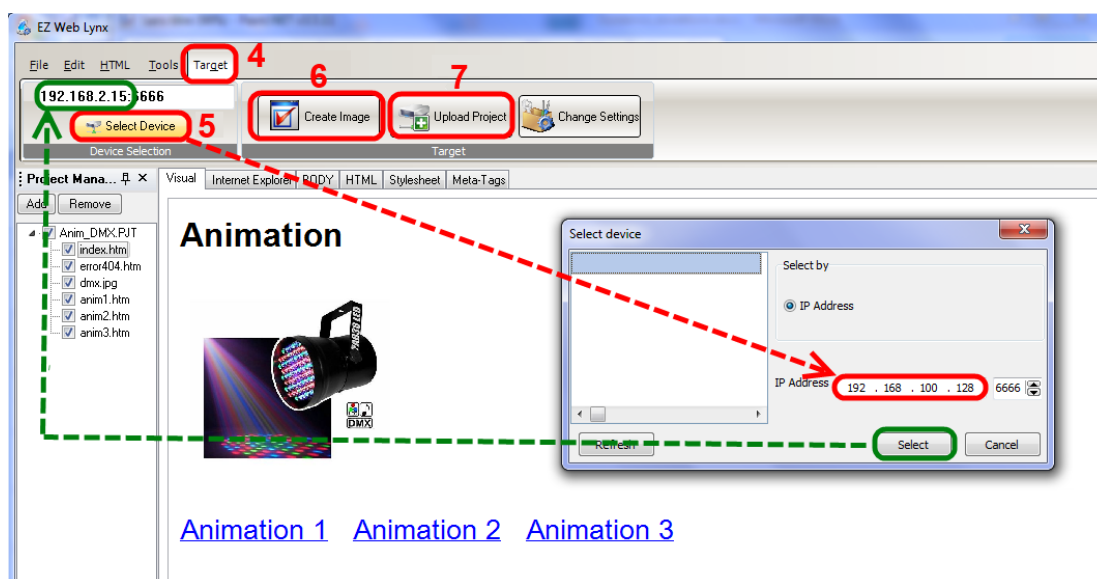 EZ Web Lynx
File Edit HTML Tools Target 4
192.168.2.15:6666
Select Device 5
Device Selection
6 7
Create Image
Upload Project
Change Settings
Target
Project Mana...
Add Remove
Visual Internet Explorer BODY HTML Stylesheet Meta-Tags
Anim_DMX.PJT
index.htm
error404.htm
dmx.jpg
anim1.htm
anim2.htm
anim3.htm
Animation
DMX
Select device
Select by
IP Address
IP Address 192 . 168 . 100 . 128 6666
Refresh Select Cancel
Animation 1 Animation 2 Animation 3